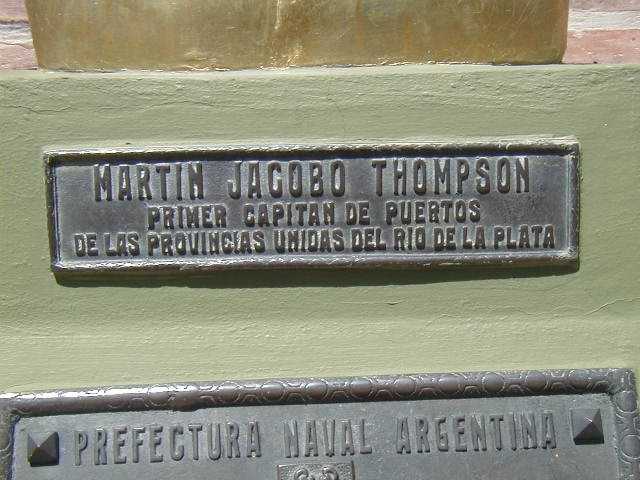 MARTIN JACOBO THOMPSON
PRIMER CAPITAN DE PUERTOS
DE LAS PROVINCIAS UNIDAS DEL RIO DE LA PLATA
PREFECTURA NAVAL ARGENTINA